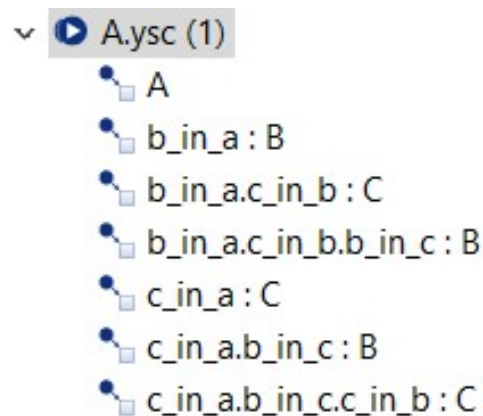 A.ysc (1)
A
b_in_a : B
b_in_a.c_in_b : C
b_in_a.c_in_b.b_in_c : B
c_in_a : C
c_in_a.b_in_c : B
c_in_a.b_in_c.c_in_b : C